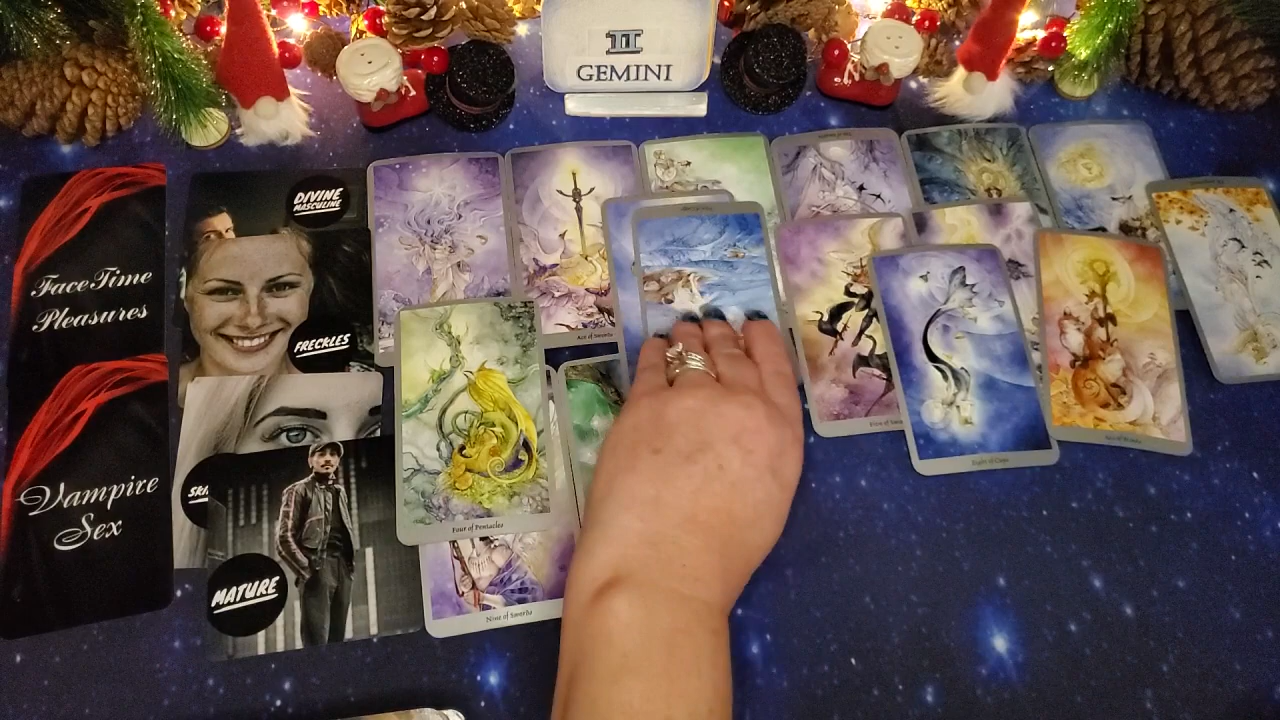 GEMINI
FaceTime
Pleasures
Vampire
Sex
DIVINE
MASCULINE
FRECKLES
MATURE
Ace of Swords
Four of Pentacles
Nine of Swords
Eight of Cups